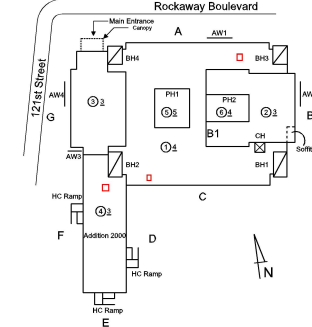 Rockaway Boulevard
Main Entrance
Canopy
A
AW1
BH4
BH3
121st Street
AW4
G
3 3
PH1
5 5
PH2
6 4
2 3
AW
B
B1
1 4
CH
Soffit
AW3
BH2
BH1
HC Ramp
4 3
C
F
Addition 2000
D
HC Ramp
N
HC Ramp
E